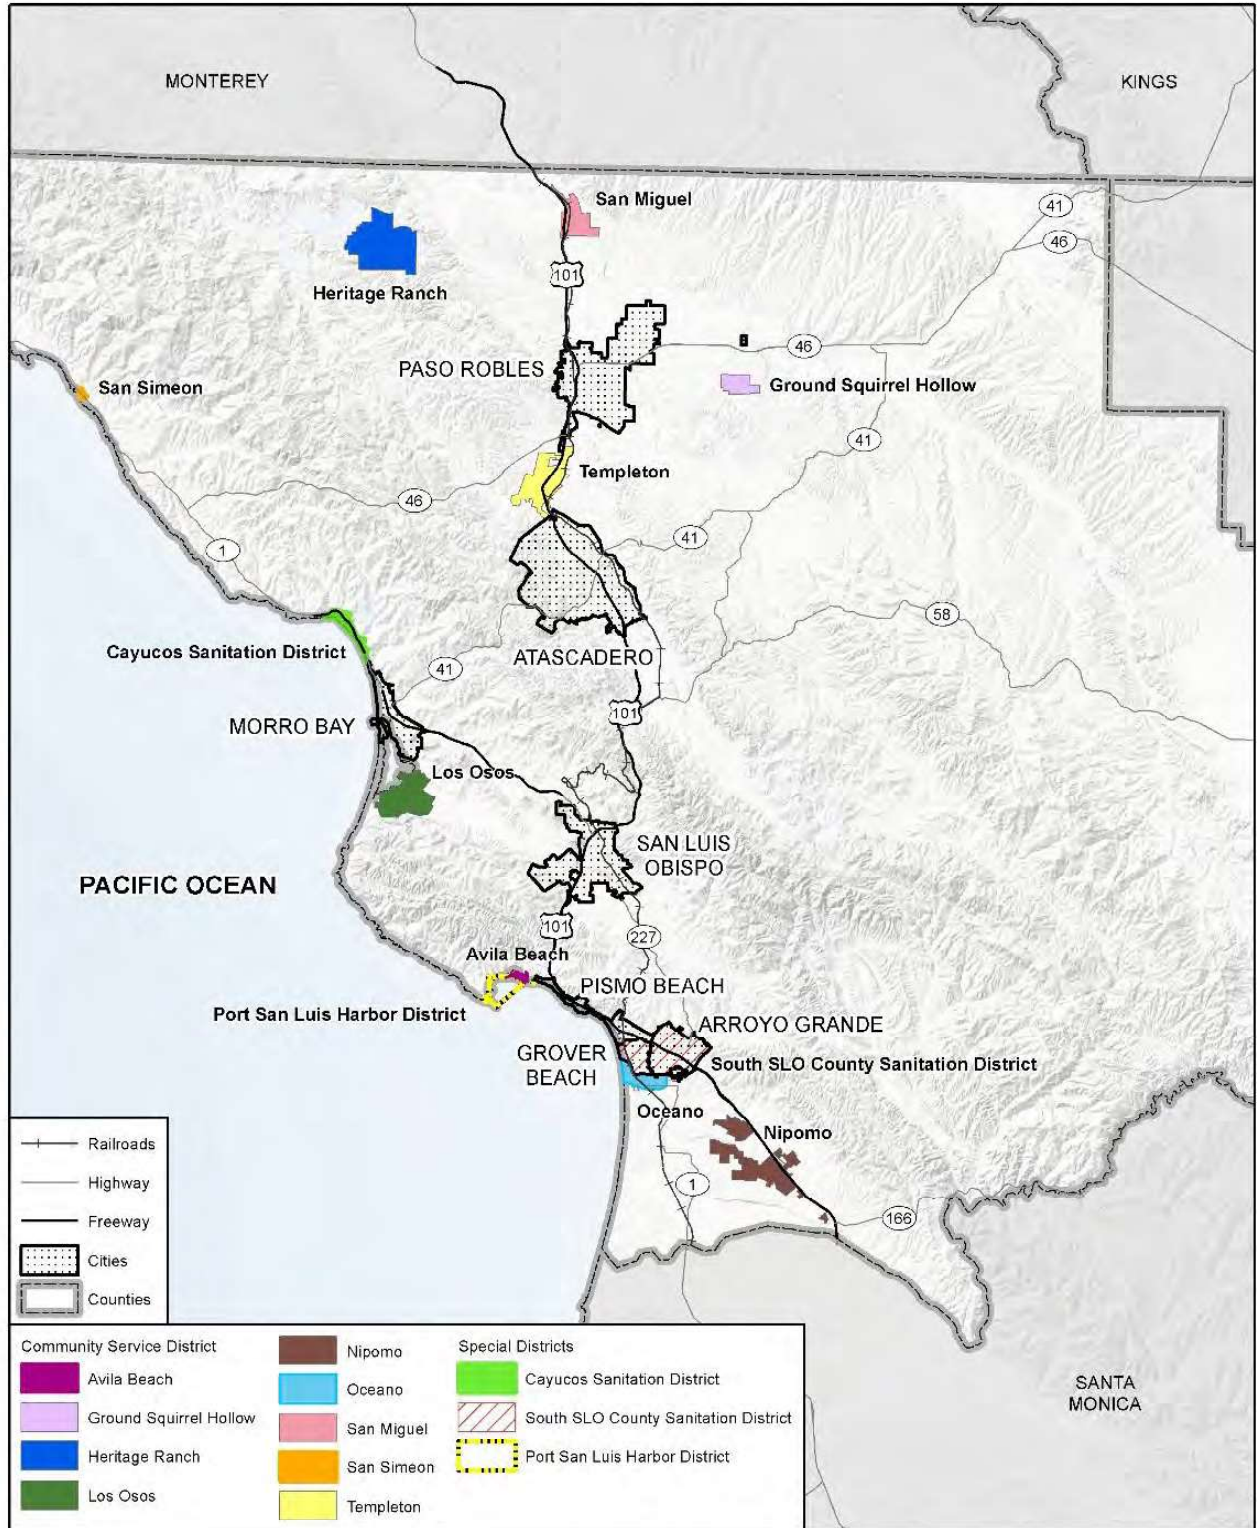 MONTEREY
KINGS
San Miguel
41
46
101
Heritage Ranch
46
PASO ROBLES
San Simeon
Ground Squirrel Hollow
41
Templeton
46
41
1
58
Cayucos Sanitation District
41
ATASCADERO
101
MORRO BAY
Los Osos
SAN LUIS
OBISPO
PACIFIC OCEAN
101
227
Avila Beach
PISMO BEACH
Port San Luis Harbor District
ARROYO GRANDE
GROVER
BEACH
South SLO County Sanitation District
Oceano
Nipomo
1
166
Railroads
Highway
Freeway
Cities
Counties
SANTA
MONICA
Community Service District
Avila Beach
Ground Squirrel Hollow
Heritage Ranch
Los Osos
Nipomo
Oceano
San Miguel
San Simeon
Templeton
Special Districts
Cayucos Sanitation District
South SLO County Sanitation District
Port San Luis Harbor District